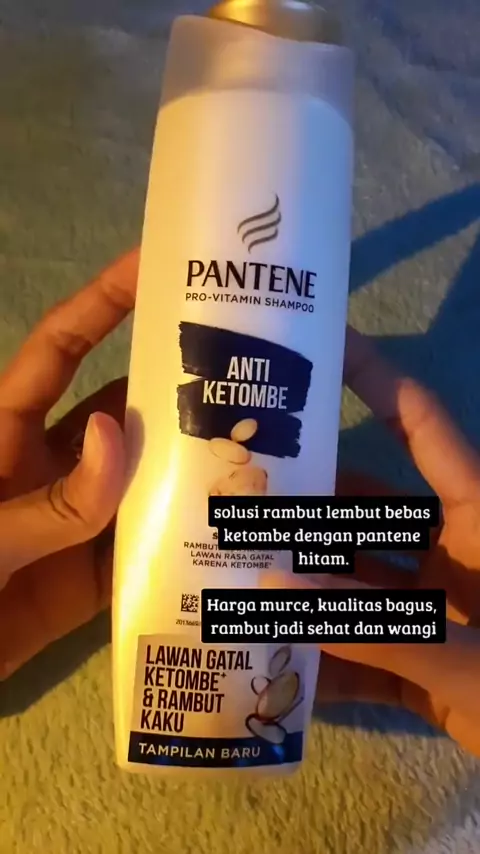 PANTENE
PRO-VITAMIN SHAMPOO
ANTI
KETOMBE
solusi rambut lembut bebas
ketombe dengan pantene
hitam.
RAMBUT
LAWAN RASA GATAL
KARENA KETOMBE*
Harga murce, kualitas bagus,
rambut jadi sehat dan wangi
LAWAN GATAL
KETOMBE+
& RAMBUT
KAKU
TAMPILAN BARU